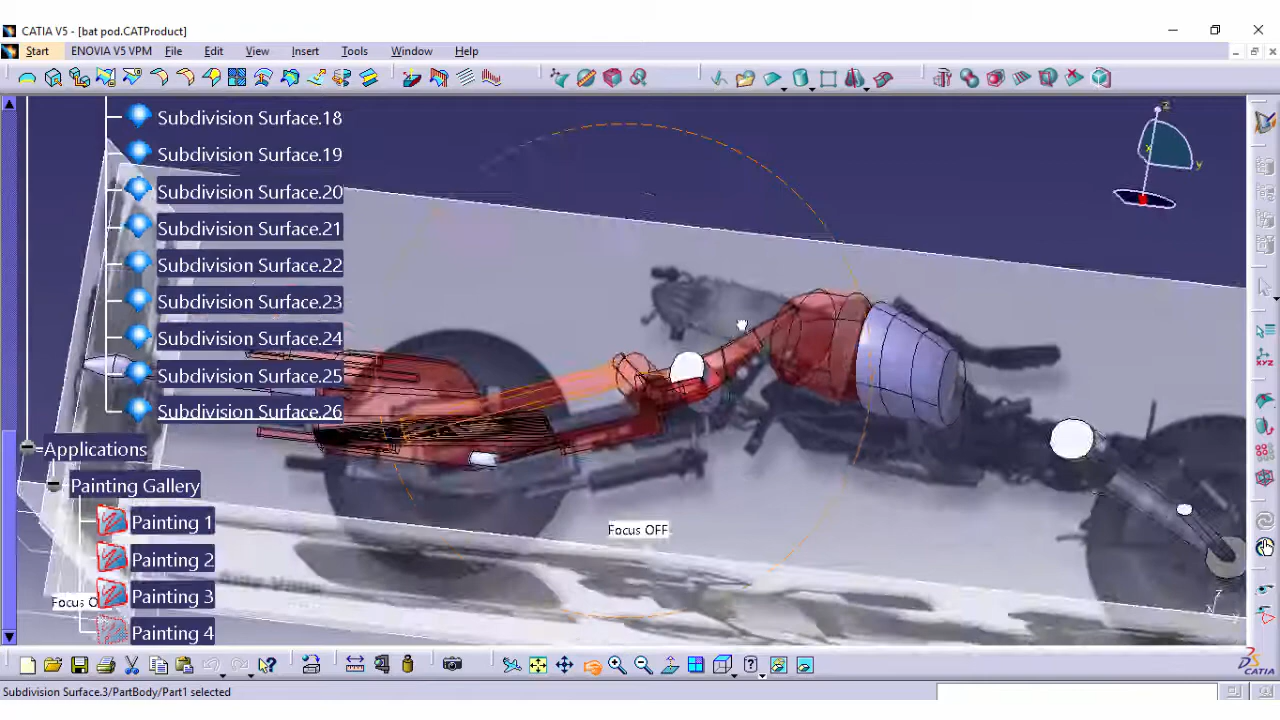 CATIA V5 - [bat pod.CATProduct]
Start ENOVIA V5 VPM File Edit View Insert Tools Window Help
Subdivision Surface.18
Subdivision Surface.19
Subdivision Surface.20
Subdivision Surface.21
Subdivision Surface.22
Subdivision Surface.23
Subdivision Surface.24
Subdivision Surface.25
Subdivision Surface.26
Applications
Painting Gallery
Painting 1
Painting 2
Painting 3
Painting 4
Focus OFF
Focus O
z
x
y
XYZ
CATIA
Subdivision Surface.3/PartBody/Part1 selected